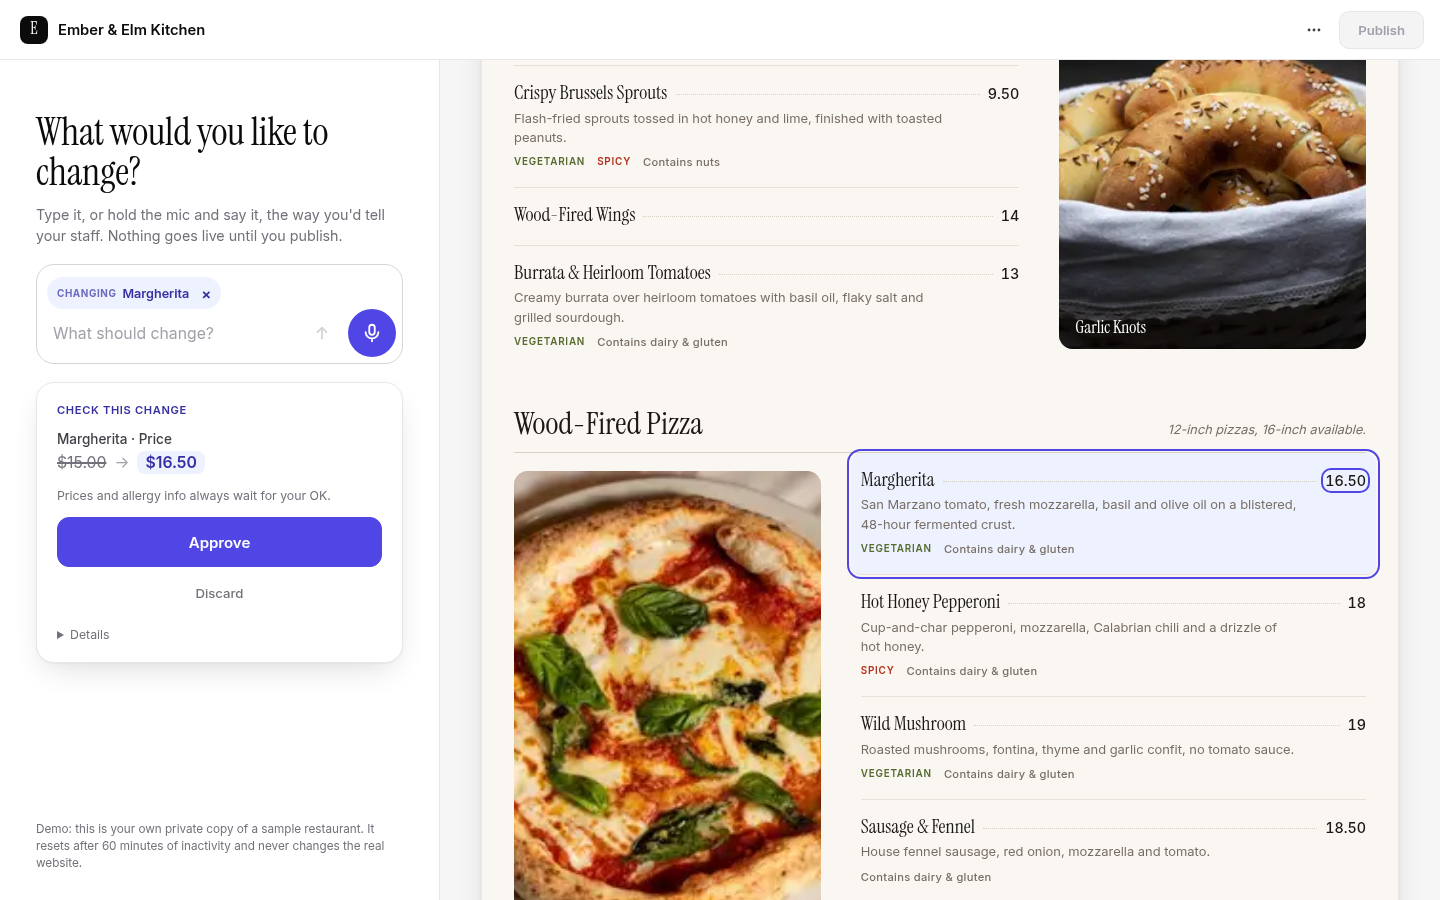 E
Ember & Elm Kitchen
Publish
What would you like to
change?
Type it, or hold the mic and say it, the way you'd tell
your staff. Nothing goes live until you publish.
CHANGING Margherita ×
What should change?
CHECK THIS CHANGE
Margherita · Price
$15.00 → $16.50
Prices and allergy info always wait for your OK.
Approve
Discard
Details
Demo: this is your own private copy of a sample restaurant. It
resets after 60 minutes of inactivity and never changes the real
website.
Crispy Brussels Sprouts 9.50
Flash-fried sprouts tossed in hot honey and lime, finished with toasted
peanuts.
VEGETARIAN SPICY Contains nuts
Wood-Fired Wings 14
Burrata & Heirloom Tomatoes 13
Creamy burrata over heirloom tomatoes with basil oil, flaky salt and
grilled sourdough.
VEGETARIAN Contains dairy & gluten
Garlic Knots
Wood-Fired Pizza
12-inch pizzas, 16-inch available.
Margherita 16.50
San Marzano tomato, fresh mozzarella, basil and olive oil on a blistered,
48-hour fermented crust.
VEGETARIAN Contains dairy & gluten
Hot Honey Pepperoni 18
Cup-and-char pepperoni, mozzarella, Calabrian chili and a drizzle of
hot honey.
SPICY Contains dairy & gluten
Wild Mushroom 19
Roasted mushrooms, fontina, thyme and garlic confit, no tomato sauce.
VEGETARIAN Contains dairy & gluten
Sausage & Fennel 18.50
House fennel sausage, red onion, mozzarella and tomato.
Contains dairy & gluten